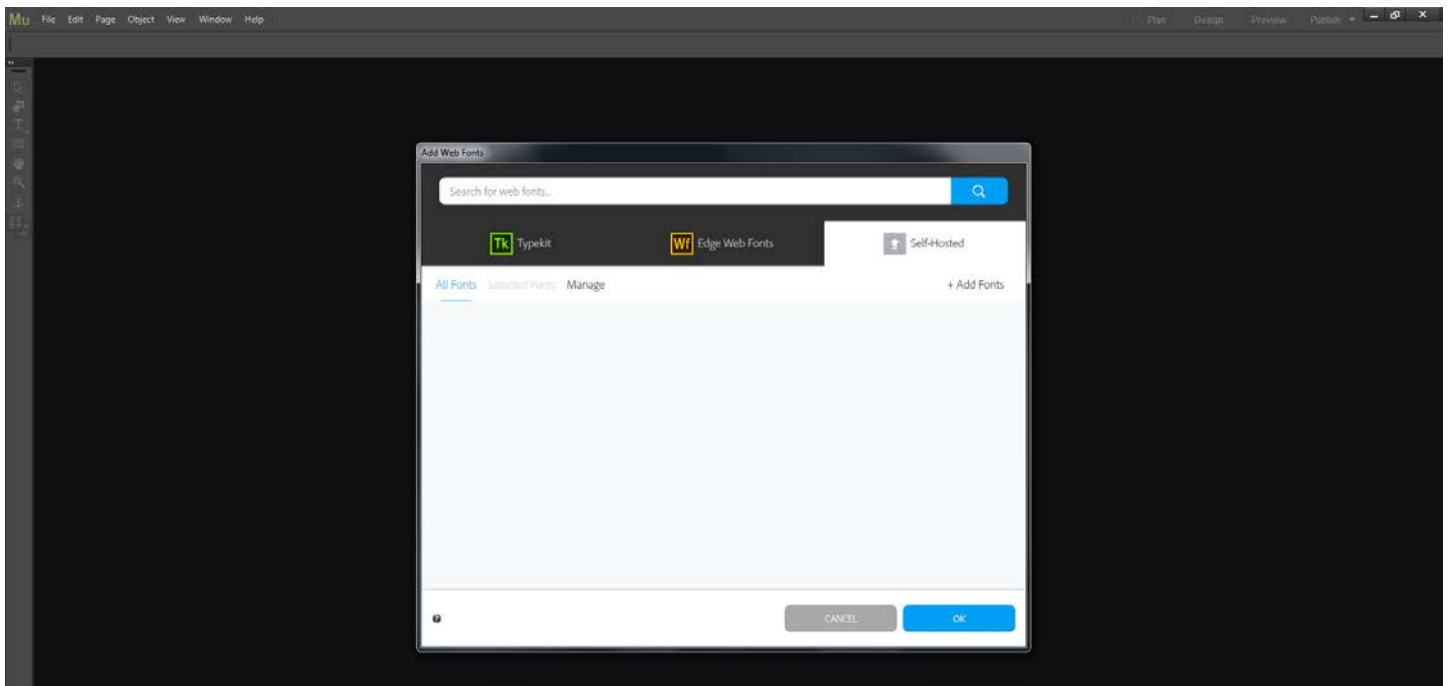 Mu File Edit Page Object View Window Help Plan Design Preview Publish
Add Web Fonts
Search for web fonts...
Tk Typekit Wf Edge Web Fonts Self-Hosted
All Fonts Selected Fonts Manage + Add Fonts
? CANCEL OK